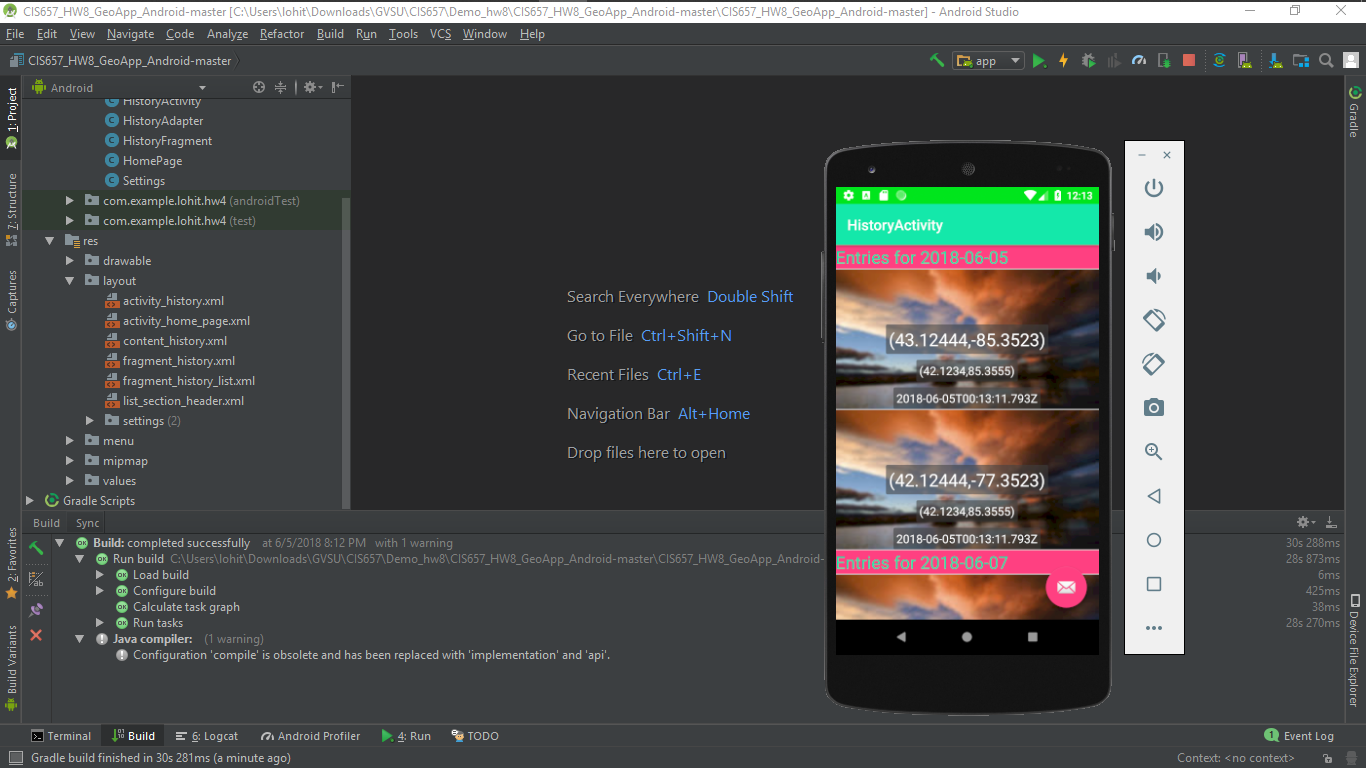 CIS657_HW8_GeoApp_Android-master [C:\Users\lohit\Downloads\GVSU\CIS657\Demo_hw8\CIS657_HW8_GeoApp_Android-master\CIS657_HW8_GeoApp_Android-master] - Android Studio
File Edit View Navigate Code Analyze Refactor Build Run Tools VCS Window Help
CIS657_HW8_GeoApp_Android-master
app
Android
1: Project
7: Structure
Captures
2: Favorites
Build Variants
HistoryActivity
HistoryAdapter
HistoryFragment
HomePage
Settings
com.example.lohit.hw4 (androidTest)
com.example.lohit.hw4 (test)
res
drawable
layout
activity_history.xml
activity_home_page.xml
content_history.xml
fragment_history.xml
fragment_history_list.xml
list_section_header.xml
settings (2)
menu
mipmap
values
Gradle Scripts
Search Everywhere Double Shift
Go to File Ctrl+Shift+N
Recent Files Ctrl+E
Navigation Bar Alt+Home
Drop files here to open
12:13
HistoryActivity
Entries for 2018-06-05
(43.12444,-85.3523)
(42.1234,85.3555)
2018-06-05T00:13:11.793Z
(42.12444,-77.3523)
(42.1234,85.3555)
2018-06-05T00:13:11.793Z
Entries for 2018-06-07
Gradle
Device File Explorer
Build Sync
Build: completed successfully at 6/5/2018 8:12 PM with 1 warning 30s 288ms
Run build C:\Users\lohit\Downloads\GVSU\CIS657\Demo_hw8\CIS657_HW8_GeoApp_Android-master\CIS657_HW8_GeoApp_Android- 28s 873ms
Load build 6ms
Configure build 425ms
Calculate task graph 38ms
Run tasks 28s 270ms
Java compiler: (1 warning)
Configuration 'compile' is obsolete and has been replaced with 'implementation' and 'api'.
Terminal Build 6: Logcat Android Profiler 4: Run TODO 1 Event Log
Gradle build finished in 30s 281ms (a minute ago) Context: <no context>